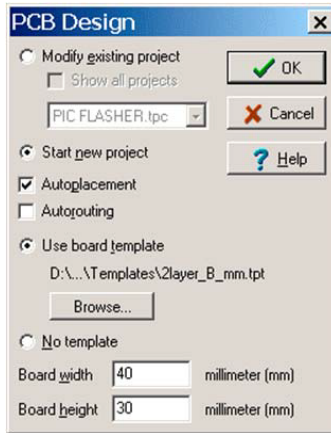 PCB Design
Modify existing project
Show all projects
PIC FLASHER.tpc
OK
Cancel
Start new project
Help
Autoplacement
Autorouting
Use board template
D:\...\Templates\2layer_B_mm.tpt
Browse...
No template
Board width 40 millimeter (mm)
Board height 30 millimeter (mm)